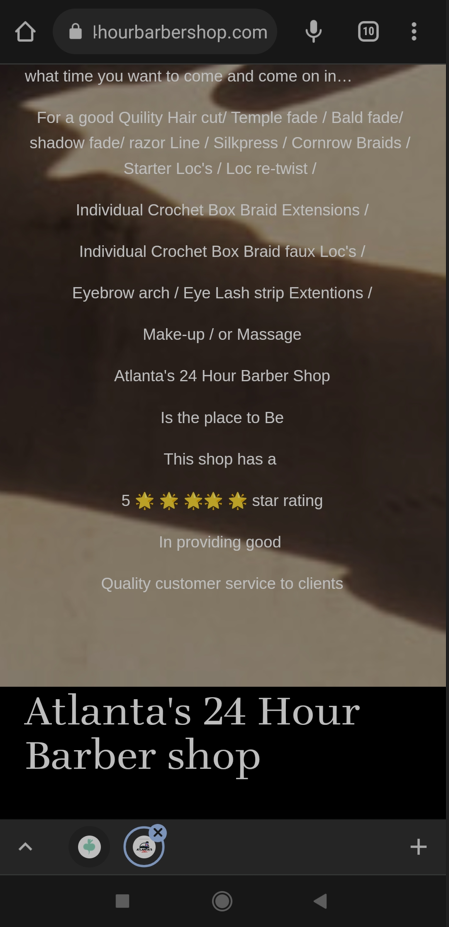 lhourbarbershop.com
10
what time you want to come and come on in...
For a good Quility Hair cut/ Temple fade / Bald fade/
shadow fade/ razor Line / Silkpress / Cornrow Braids /
Starter Loc's / Loc re-twist /
Individual Crochet Box Braid Extensions /
Individual Crochet Box Braid faux Loc's /
Eyebrow arch / Eye Lash strip Extentions /
Make-up / or Massage
Atlanta's 24 Hour Barber Shop
Is the place to Be
This shop has a
5 🌟 🌟 🌟🌟 🌟 star rating
In providing good
Quality customer service to clients
Atlanta's 24 Hour
Barber shop